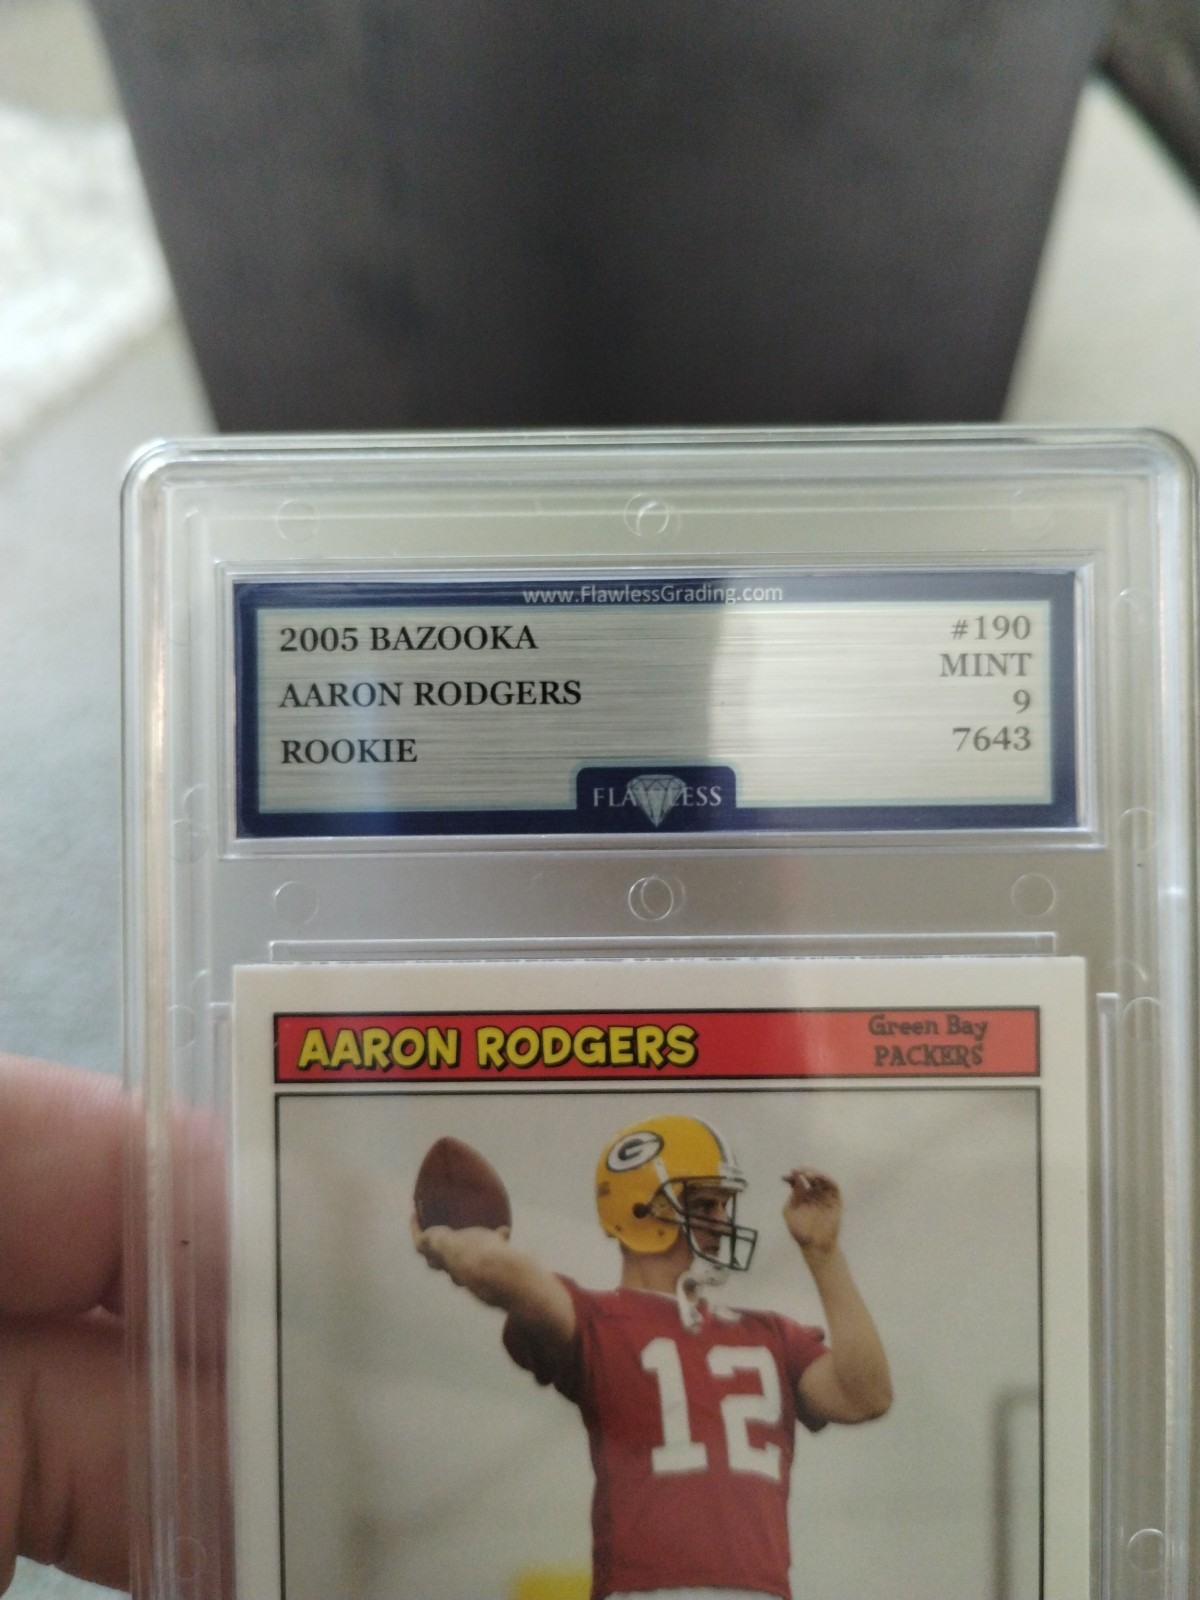 www.FlawlessGrading.com
2005 BAZOOKA
AARON RODGERS
ROOKIE
#190
MINT
9
7643
FLAWLESS
AARON RODGERS
Green Bay
PACKERS
G
12